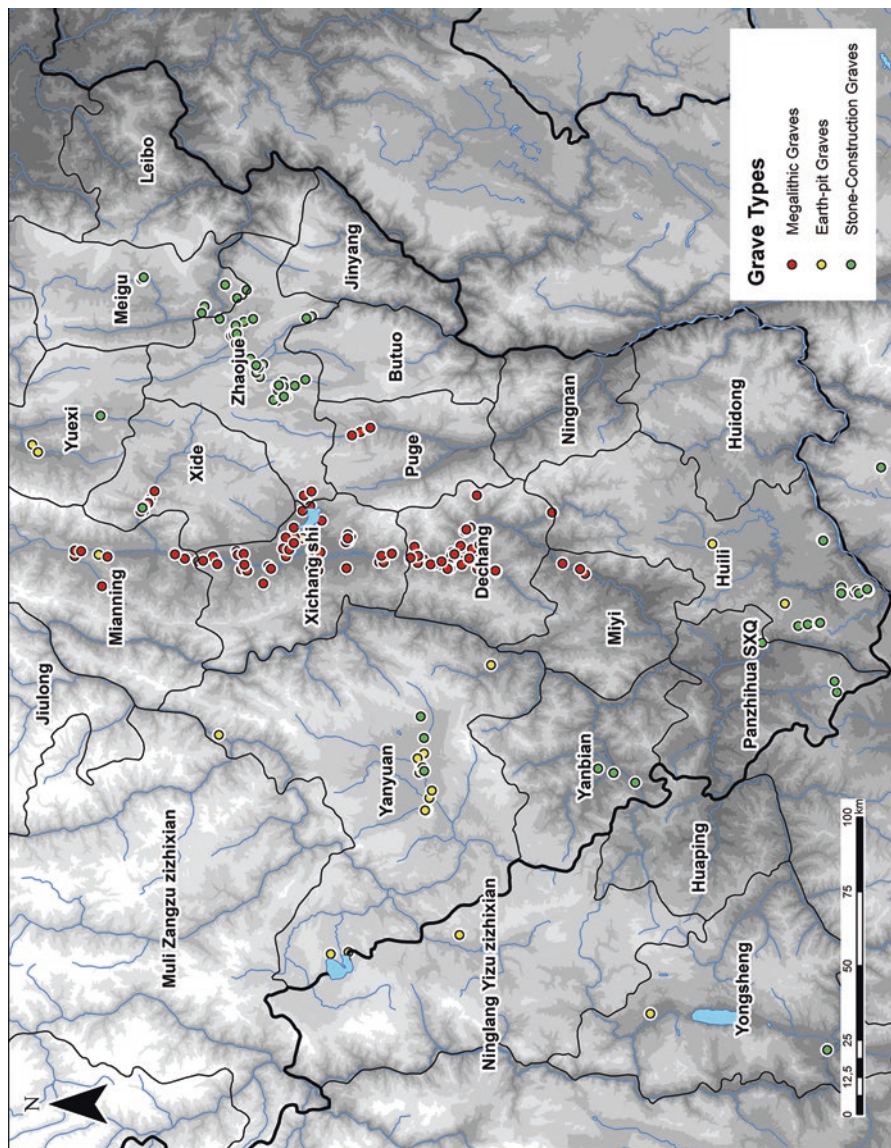 N
Jiulong
Muli Zangzu zizhixian
Mianning
Yuexi
Meigu
Leibo
Xide
Zhaojue
Xichang shi
Jinyang
Butuo
Puge
Yanyuan
Dechang
Ninglang Yizu zizhixian
Ningnan
Miyi
Yanbian
Huidong
Huili
Huaping
Panzhihua SXQ
Yongsheng
0 12,5 25 50 75 100
km
Grave Types
Megalithic Graves
Earth-pit Graves
Stone-Construction Graves